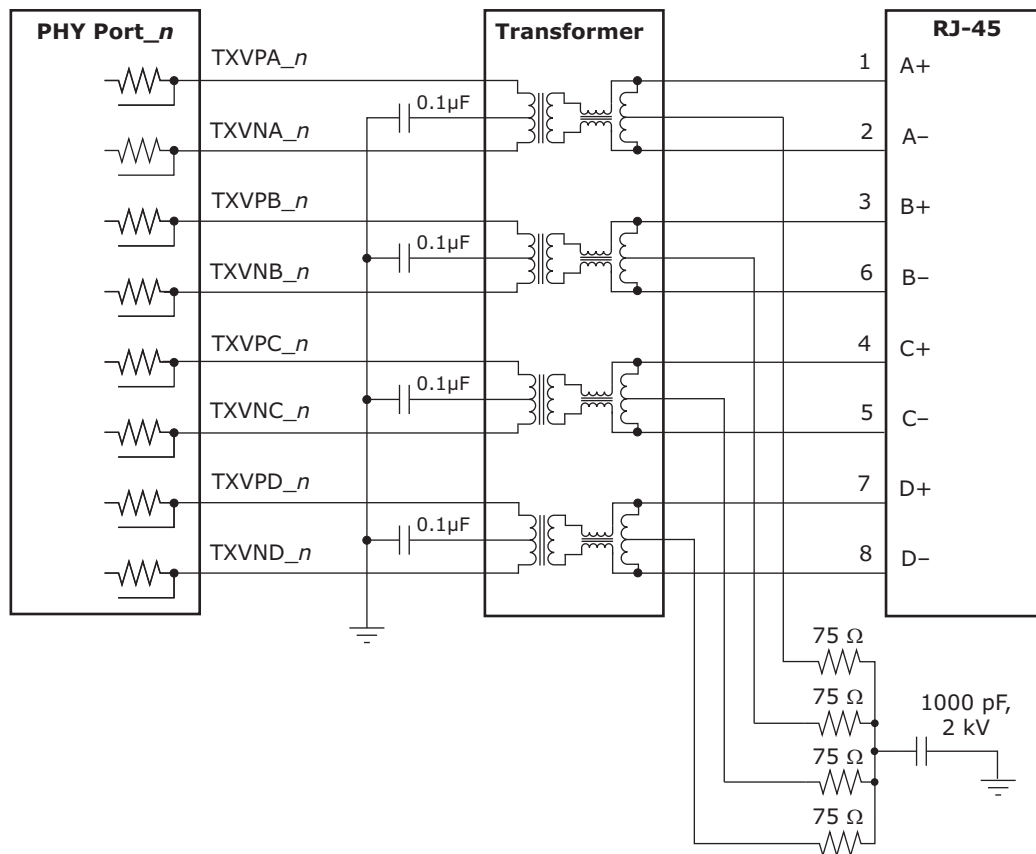 PHY Port_n
Transformer
RJ-45
TXVPA_n
1
A+
0.1µF
TXVNA_n
2
A–
TXVPB_n
3
B+
0.1µF
TXVNB_n
6
B–
TXVPC_n
4
C+
0.1µF
TXVNC_n
5
C–
TXVPD_n
7
D+
0.1µF
TXVND_n
8
D–
75 Ω
75 Ω
1000 pF,
2 kV
75 Ω
75 Ω